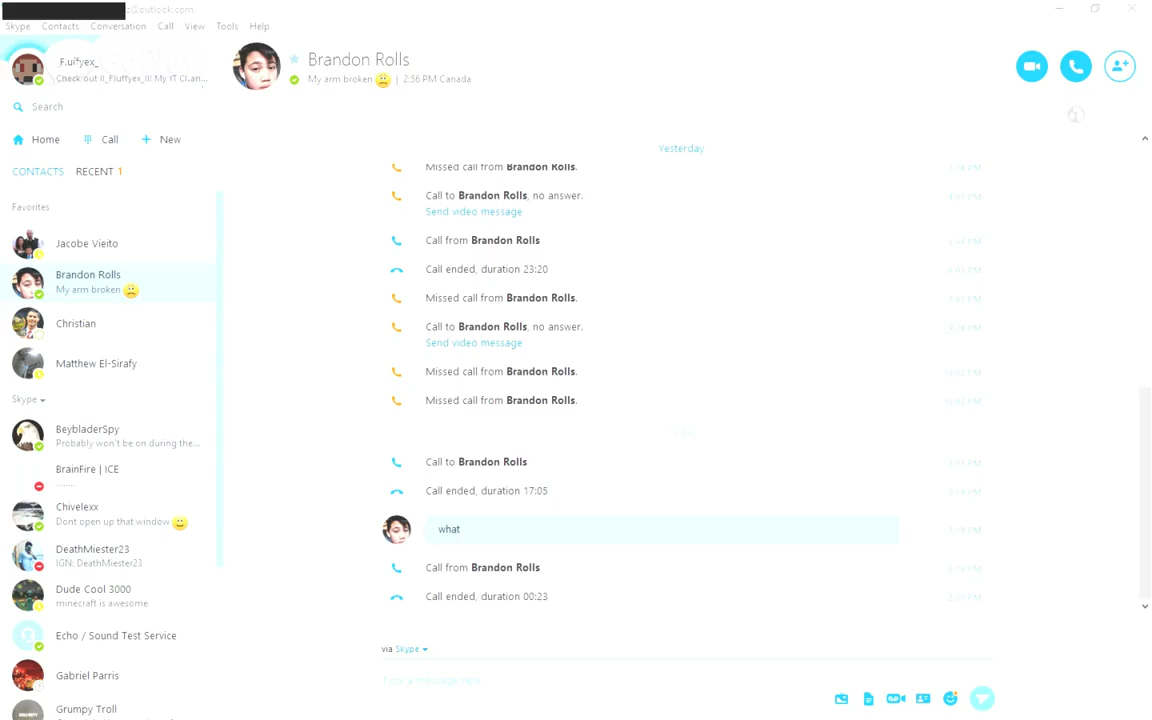 z@outlook.com
Skype Contacts Conversation Call View Tools Help
Check out II_Fluffyex_II: My YT
Brandon Rolls
My arm broken | 2:56 PM Canada
Search
Home Call New
CONTACTS RECENT 1
Favorites
Jacobe Vieito
Brandon Rolls
My arm broken
Christian
Matthew El-Sirafy
Skype
BeybladerSpy
Probably won't be on during the...
BrainFire | ICE
........
Chivelexx
Dont open up that window
DeathMiester23
IGN: DeathMiester23
Dude Cool 3000
minecraft is awesome
Echo / Sound Test Service
Gabriel Parris
Grumpy Troll
Yesterday
Missed call from Brandon Rolls.
Call to Brandon Rolls, no answer.
Send video message
Call from Brandon Rolls
Call ended, duration 23:20
Missed call from Brandon Rolls.
Call to Brandon Rolls, no answer.
Send video message
Missed call from Brandon Rolls.
Missed call from Brandon Rolls.
Call to Brandon Rolls
Call ended, duration 17:05
what
Call from Brandon Rolls
Call ended, duration 00:23
via Skype
Type a message here